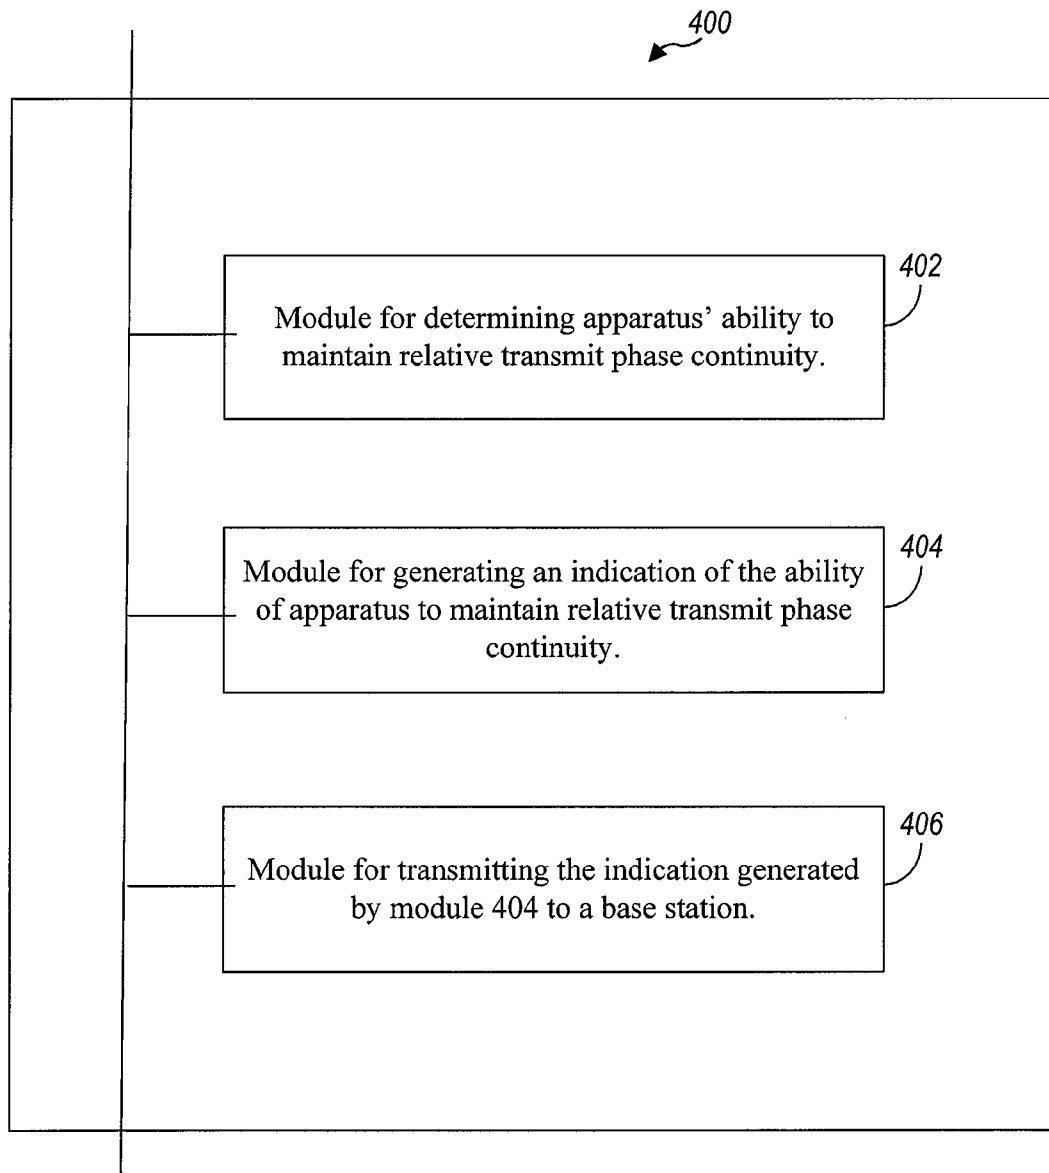 400
402
Module for determining apparatus’ ability to
maintain relative transmit phase continuity.
404
Module for generating an indication of the ability
of apparatus to maintain relative transmit phase
continuity.
406
Module for transmitting the indication generated
by module 404 to a base station.